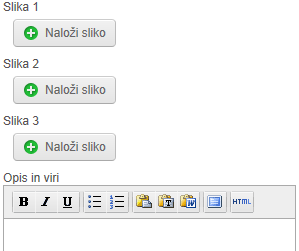 Slika 1
Naloži sliko
Slika 2
Naloži sliko
Slika 3
Naloži sliko
Opis in viri
B I U T W HTML